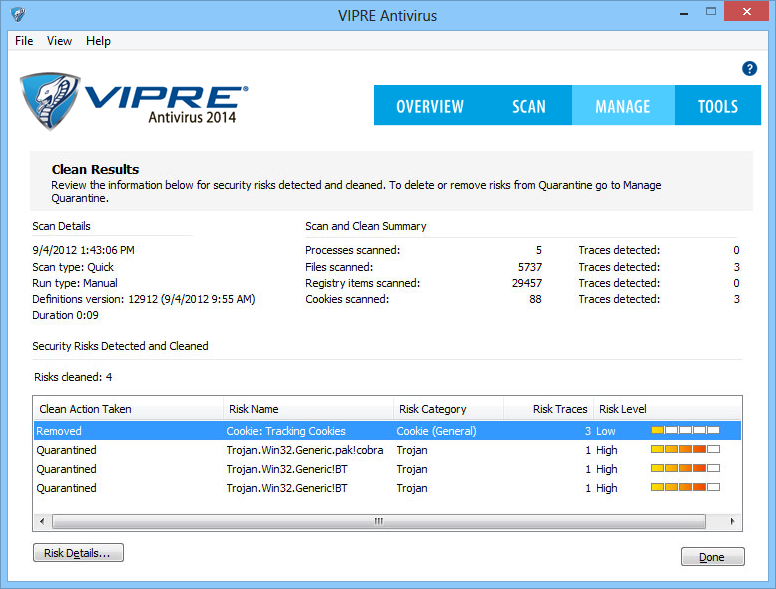 VIPRE Antivirus
File View Help
?
VIPRE®
Antivirus 2014
OVERVIEW SCAN MANAGE TOOLS
Clean Results
Review the information below for security risks detected and cleaned. To delete or remove risks from Quarantine go to Manage
Quarantine.
Scan Details Scan and Clean Summary
9/4/2012 1:43:06 PM Processes scanned: 5 Traces detected: 0
Scan type: Quick Files scanned: 5737 Traces detected: 3
Run type: Manual Registry items scanned: 29457 Traces detected: 0
Definitions version: 12912 (9/4/2012 9:55 AM) Cookies scanned: 88 Traces detected: 3
Duration 0:09
Security Risks Detected and Cleaned
Risks cleaned: 4
Clean Action Taken Risk Name Risk Category Risk Traces Risk Level
Removed Cookie: Tracking Cookies Cookie (General) 3 Low
Quarantined Trojan.Win32.Generic.pak!cobra Trojan 1 High
Quarantined Trojan.Win32.Generic!BT Trojan 1 High
Quarantined Trojan.Win32.Generic!BT Trojan 1 High
Risk Details... Done